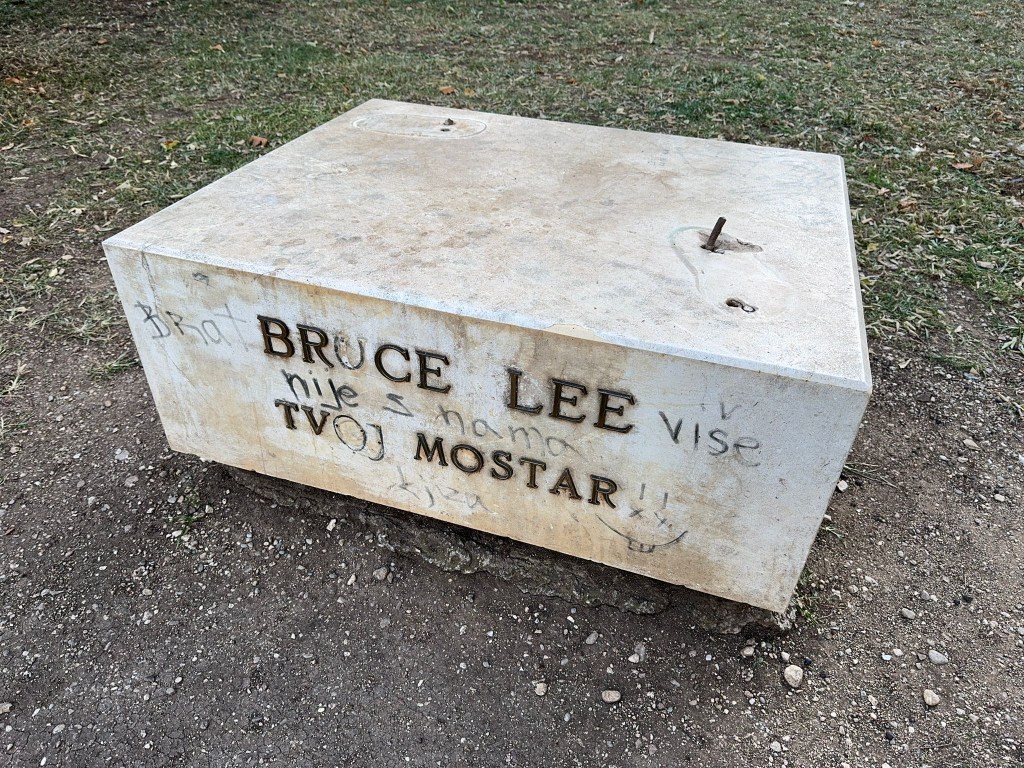 BRat BRUCE LEE više
nije s nama
TVOJ MOSTAR !!